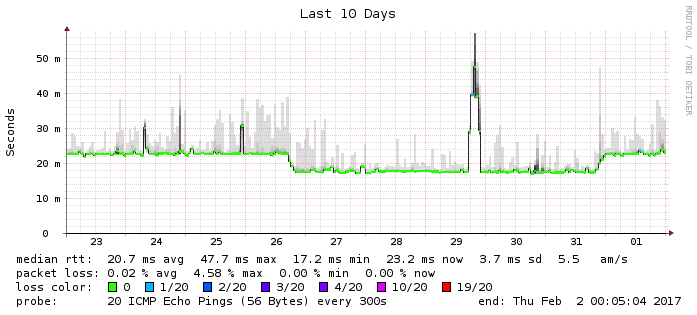 Last 10 Days
RRDTOOL / TOBI OETIKER
Seconds
50 m
40 m
30 m
20 m
10 m
0
23 24 25 26 27 28 29 30 31 01
median rtt: 20.7 ms avg 47.7 ms max 17.2 ms min 23.2 ms now 3.7 ms sd 5.5 am/s
packet loss: 0.02 % avg 4.58 % max 0.00 % min 0.00 % now
loss color: 0 1/20 2/20 3/20 4/20 10/20 19/20
probe: 20 ICMP Echo Pings (56 Bytes) every 300s end: Thu Feb 2 00:05:04 2017